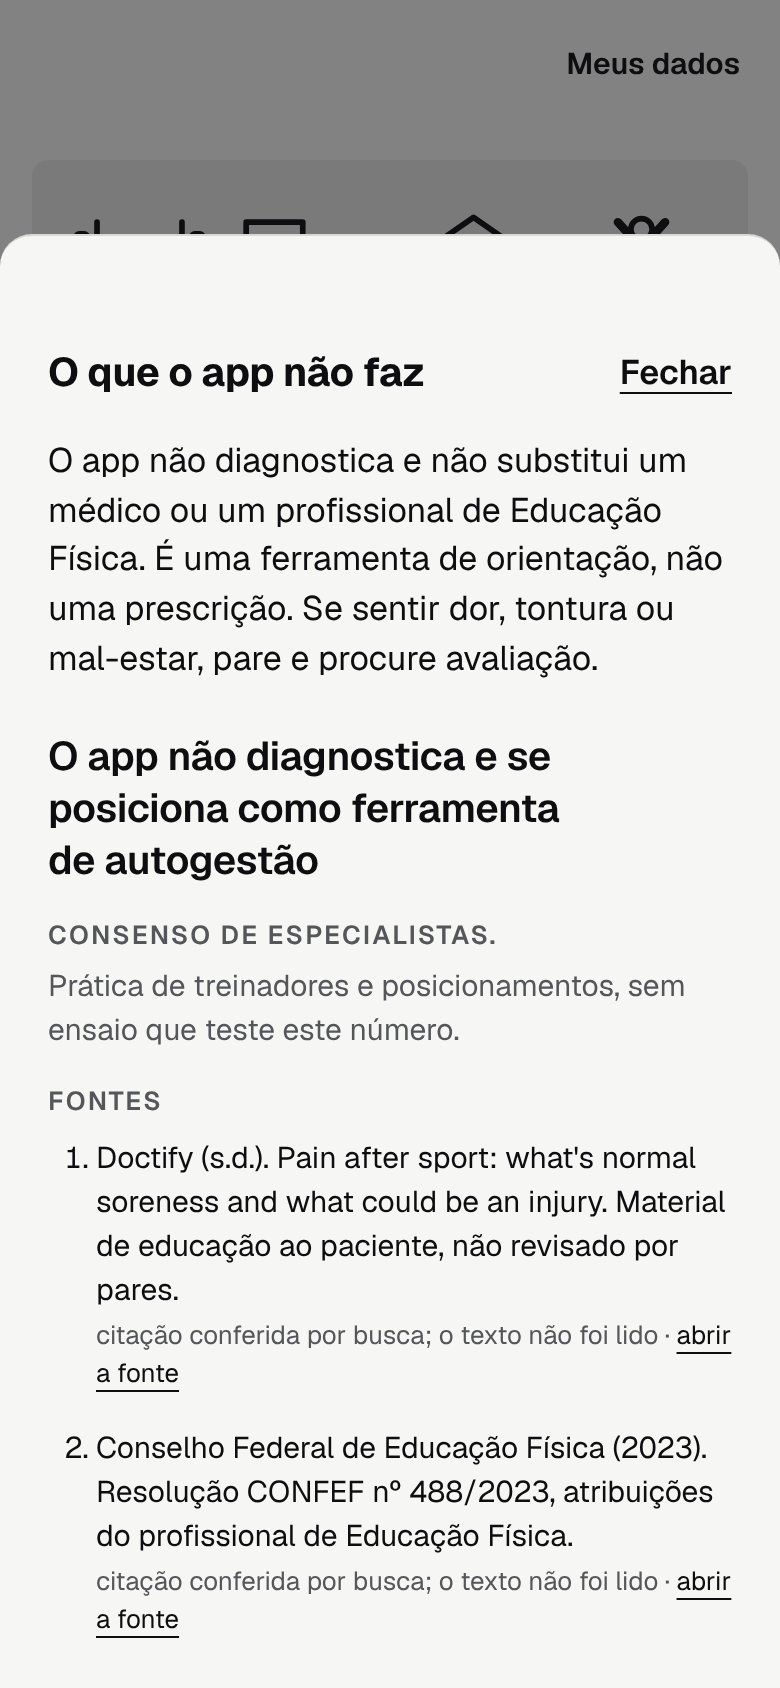 Meus dados
O que o app não faz
Fechar
O app não diagnostica e não substitui um
médico ou um profissional de Educação
Física. É uma ferramenta de orientação, não
uma prescrição. Se sentir dor, tontura ou
mal-estar, pare e procure avaliação.
O app não diagnostica e se
posiciona como ferramenta
de autogestão
CONSENSO DE ESPECIALISTAS.
Prática de treinadores e posicionamentos, sem
ensaio que teste este número.
FONTES
1. Doctify (s.d.). Pain after sport: what's normal
soreness and what could be an injury. Material
de educação ao paciente, não revisado por
pares.
citação conferida por busca; o texto não foi lido · abrir
a fonte
2. Conselho Federal de Educação Física (2023).
Resolução CONFEF nº 488/2023, atribuições
do profissional de Educação Física.
citação conferida por busca; o texto não foi lido · abrir
a fonte